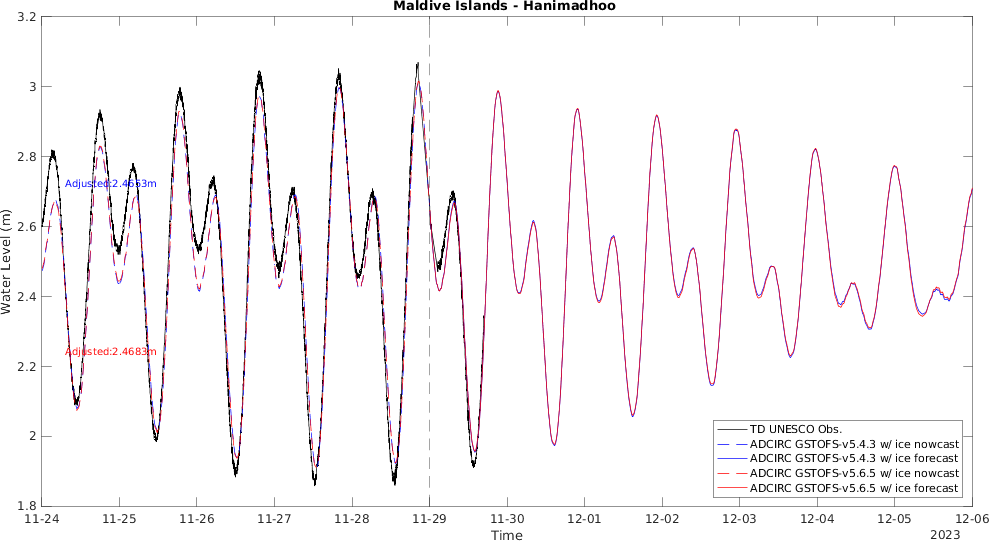 Maldive Islands - Hanimadhoo
3.2
3
2.8
2.6
2.4
2.2
2
1.8
Water Level (m)
Adjusted:2.4653m
Adjusted:2.4683m
TD UNESCO Obs.
ADCIRC GSTOFS-v5.4.3 w/ ice nowcast
ADCIRC GSTOFS-v5.4.3 w/ ice forecast
ADCIRC GSTOFS-v5.6.5 w/ ice nowcast
ADCIRC GSTOFS-v5.6.5 w/ ice forecast
11-24 11-25 11-26 11-27 11-28 11-29 11-30 12-01 12-02 12-03 12-04 12-05 12-06
Time
2023